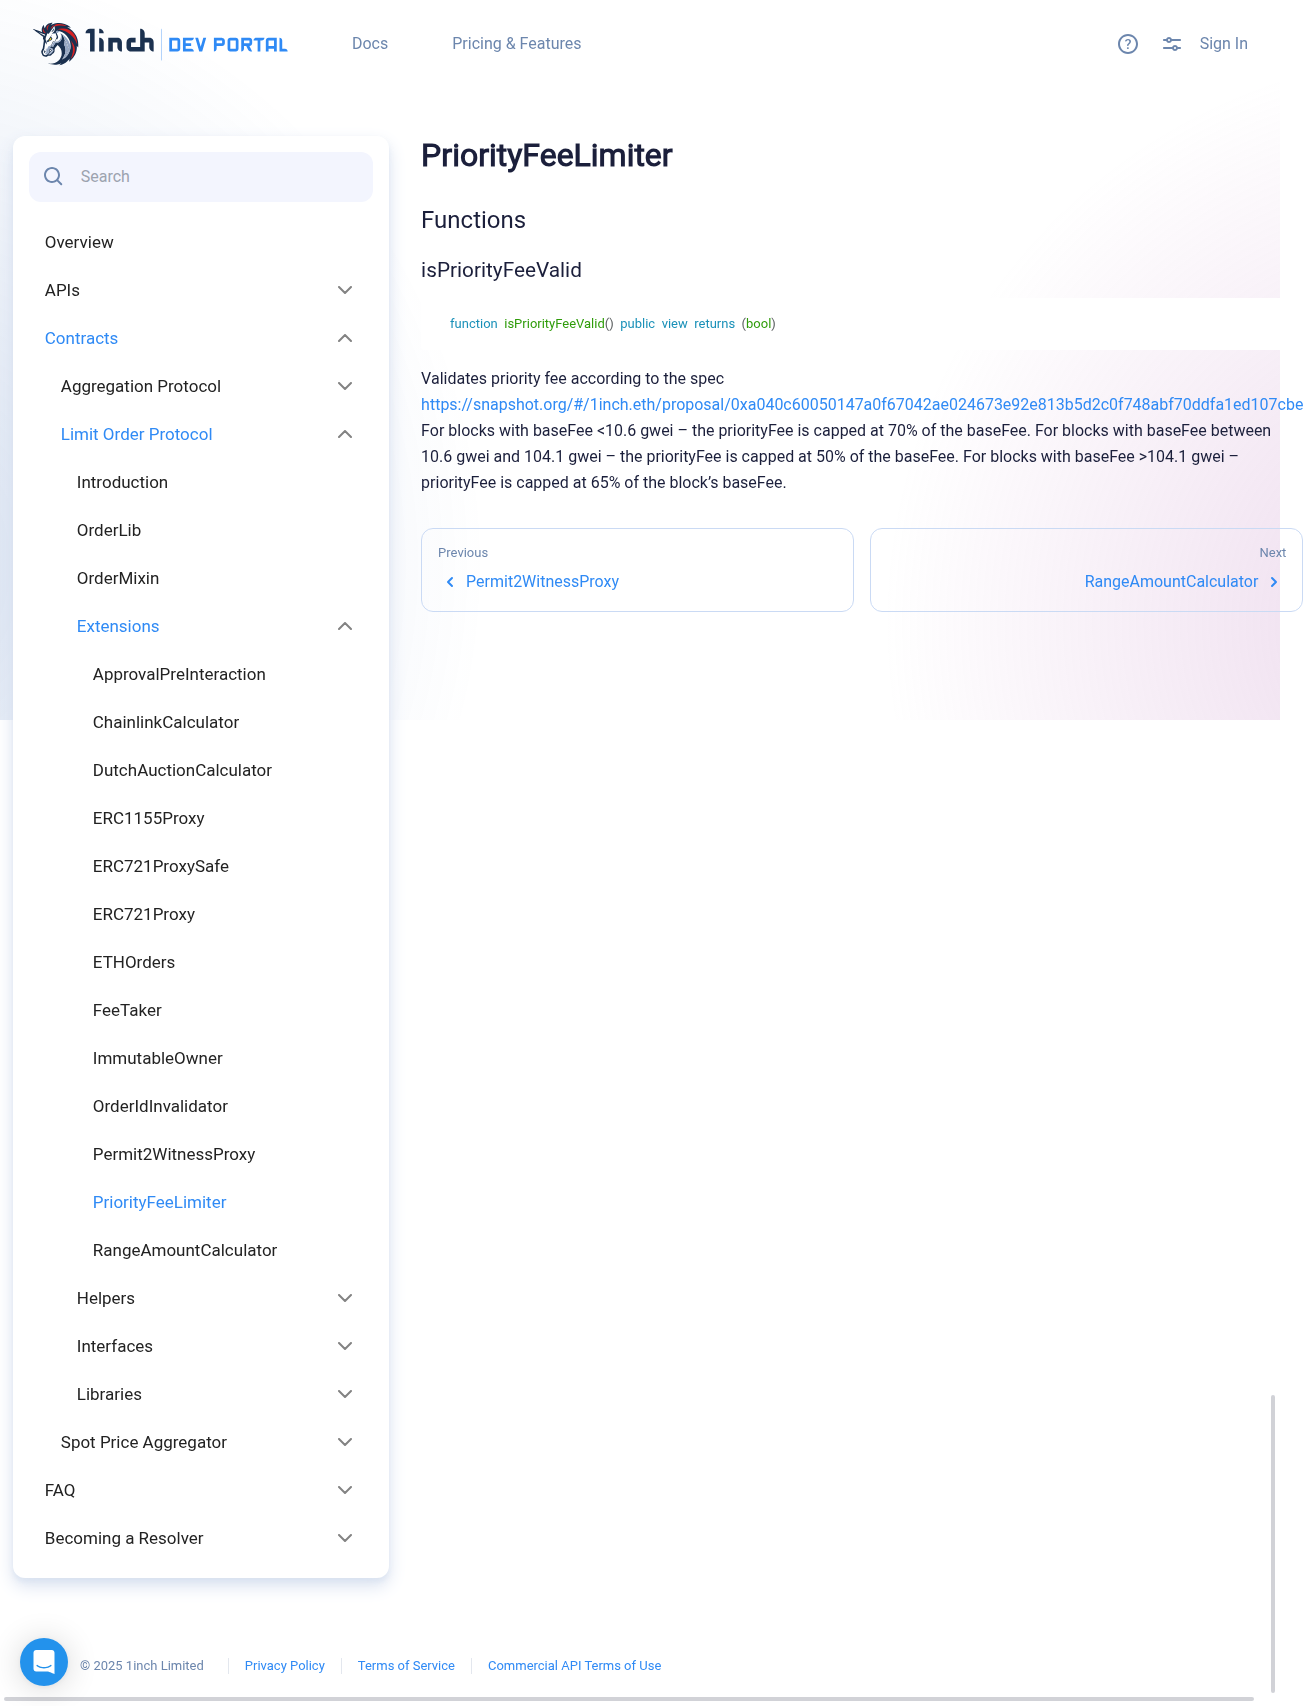 1inch DEV PORTAL
Docs
Pricing & Features
Sign In
Search
Overview
APIs
Contracts
Aggregation Protocol
Limit Order Protocol
Introduction
OrderLib
OrderMixin
Extensions
ApprovalPreInteraction
ChainlinkCalculator
DutchAuctionCalculator
ERC1155Proxy
ERC721ProxySafe
ERC721Proxy
ETHOrders
FeeTaker
ImmutableOwner
OrderIdInvalidator
Permit2WitnessProxy
PriorityFeeLimiter
RangeAmountCalculator
Helpers
Interfaces
Libraries
Spot Price Aggregator
FAQ
Becoming a Resolver
PriorityFeeLimiter
Functions
isPriorityFeeValid
function isPriorityFeeValid() public view returns (bool)
Validates priority fee according to the spec
https://snapshot.org/#/1inch.eth/proposal/0xa040c60050147a0f67042ae024673e92e813b5d2c0f748abf70ddfa1ed107cbe
For blocks with baseFee <10.6 gwei – the priorityFee is capped at 70% of the baseFee. For blocks with baseFee between
10.6 gwei and 104.1 gwei – the priorityFee is capped at 50% of the baseFee. For blocks with baseFee >104.1 gwei –
priorityFee is capped at 65% of the block’s baseFee.
Previous
Permit2WitnessProxy
Next
RangeAmountCalculator
© 2025 1inch Limited
Privacy Policy
Terms of Service
Commercial API Terms of Use